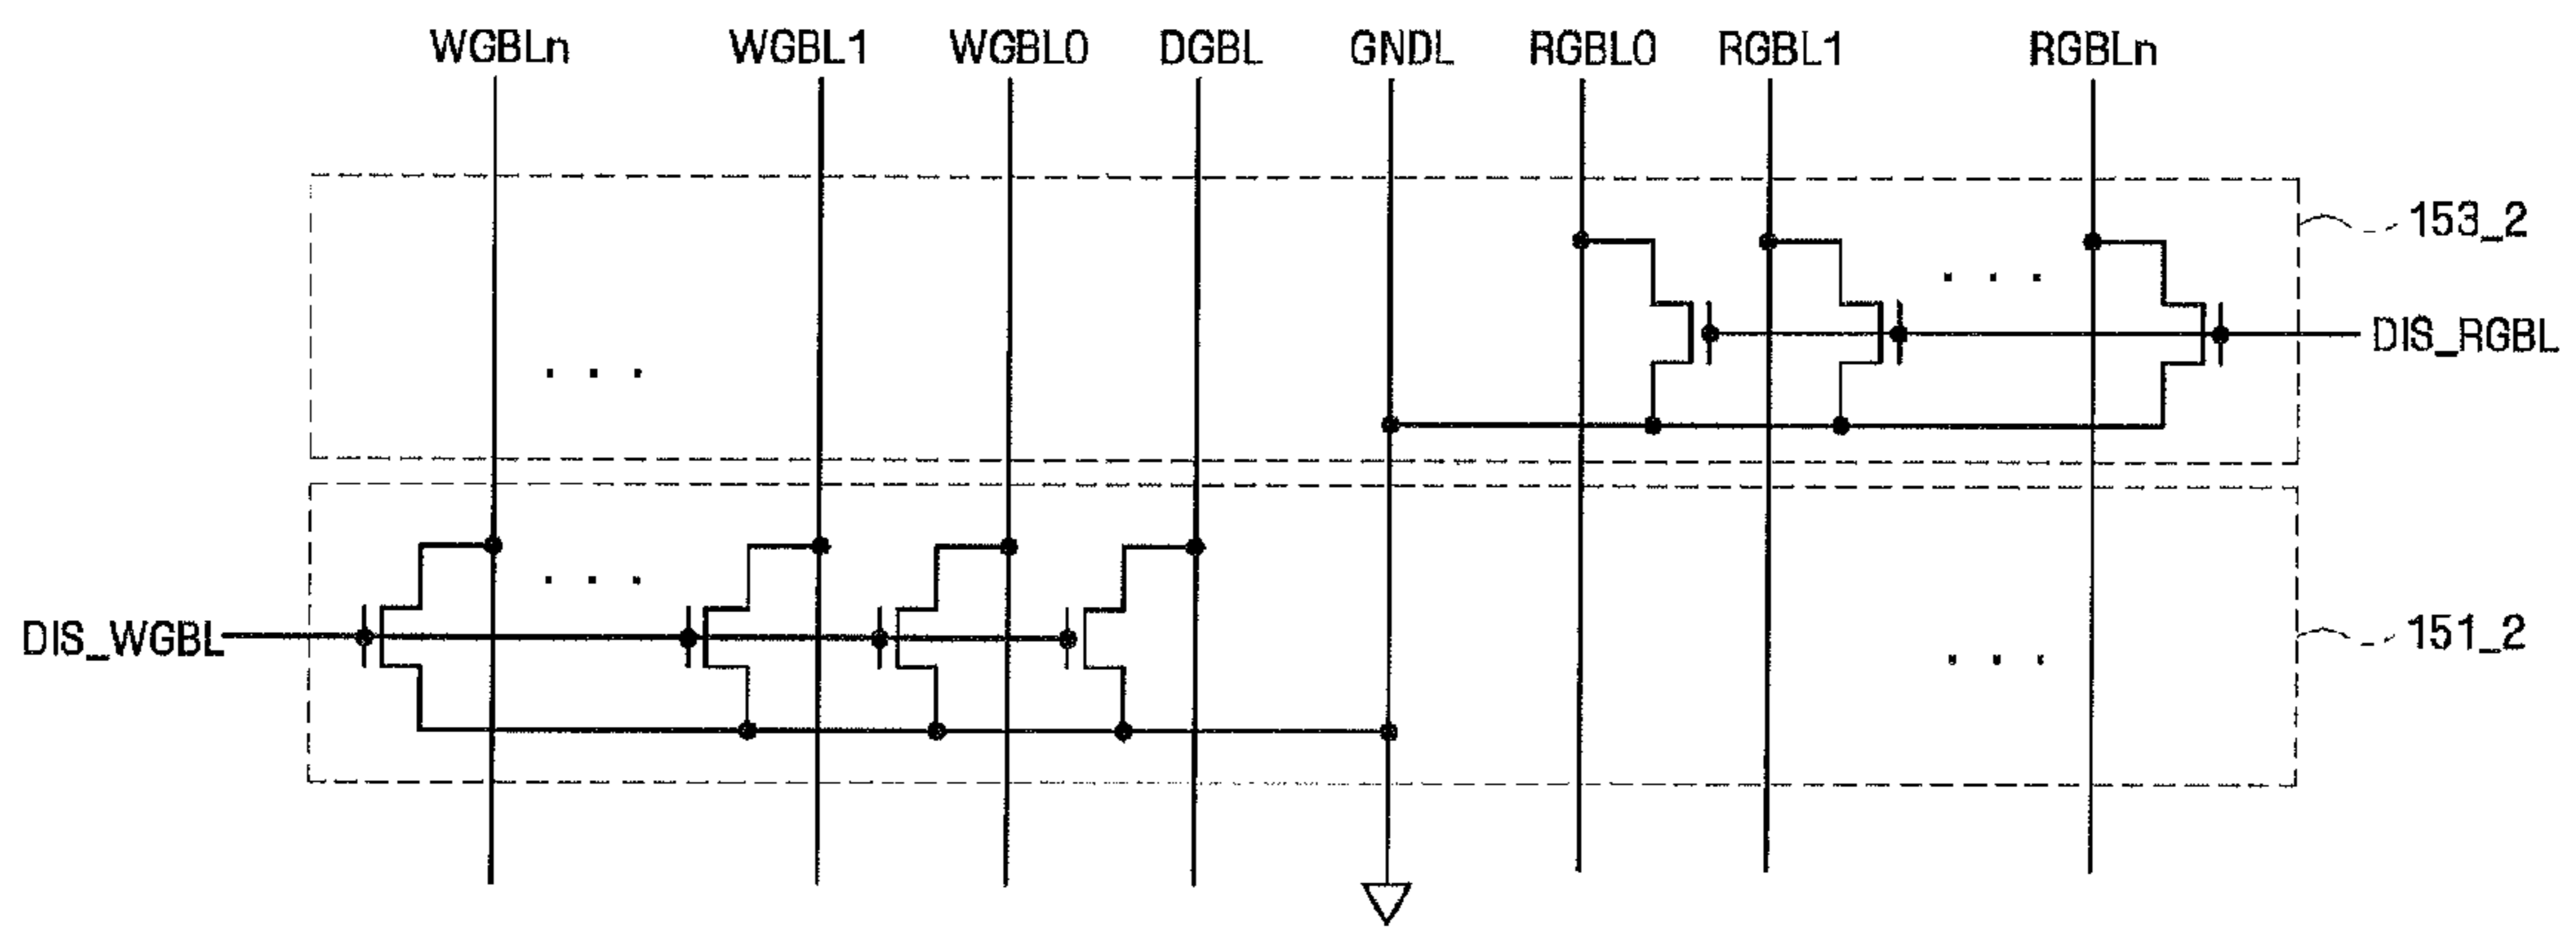 WGBLn WGBL1 WGBL0 DGBL GNDL RGBL0 RGBL1 RGBLn
153_2
DIS_RGBL
DIS_WGBL
151_2